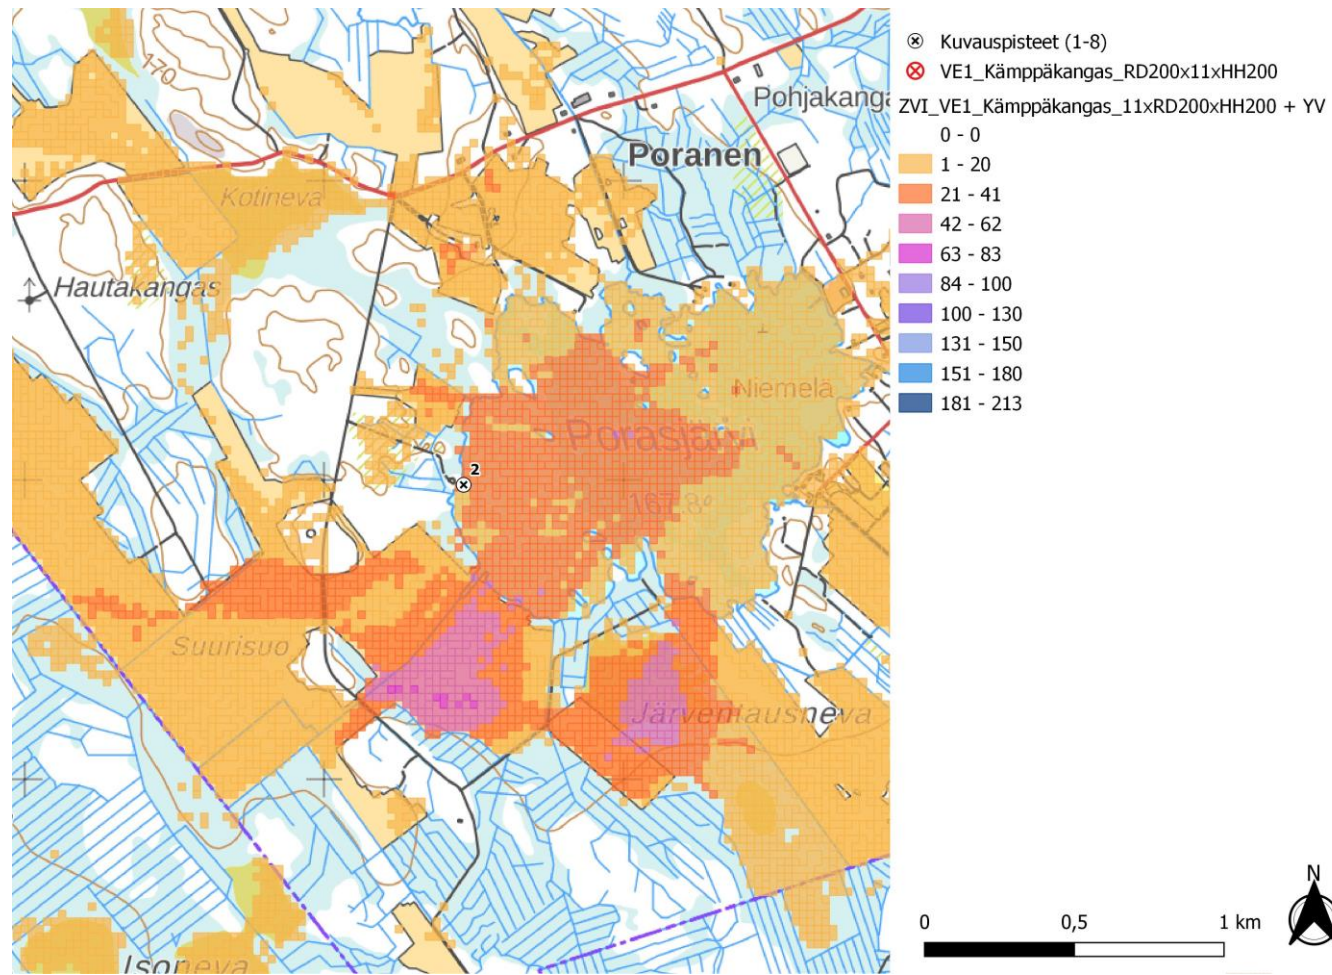 170
Kotineva
Hautakangas
Poranen
Pohjakanga
Niemelä
Porasjärvi
167.8
2
Suurisuo
Järventausneva
Isoneva
Kuvauspisteet (1-8)
VE1_Kämppäkangas_RD200x11xHH200
ZVI_VE1_Kämppäkangas_11xRD200xHH200 + YV
0 - 0
1 - 20
21 - 41
42 - 62
63 - 83
84 - 100
100 - 130
131 - 150
151 - 180
181 - 213
N
0 0,5 1 km